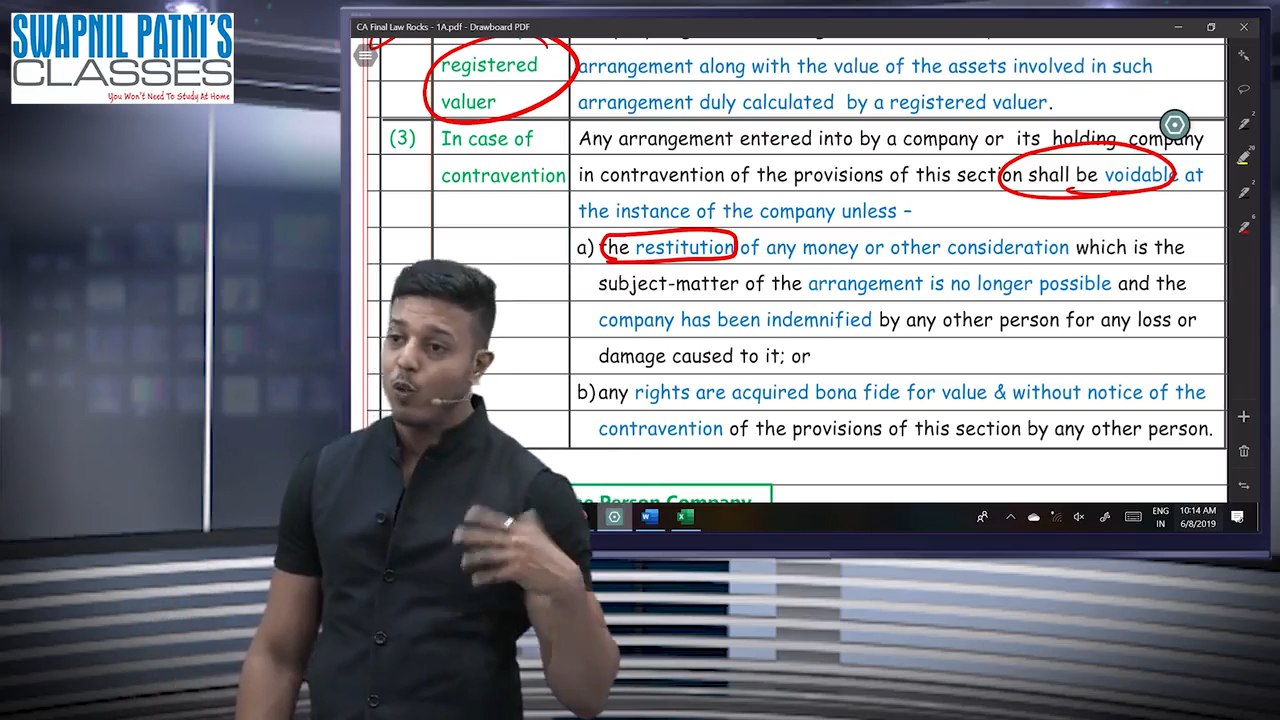 SWAPNIL PATNI'S
CLASSES
You Won't Need To Study At Home
CA Final Law Rocks - 1A.pdf - Drawboard PDF
registered
valuer
arrangement along with the value of the assets involved in such
arrangement duly calculated by a registered valuer.
(3)
In case of
contravention
Any arrangement entered into by a company or its holding company
in contravention of the provisions of this section shall be voidable at
the instance of the company unless –
a) the restitution of any money or other consideration which is the
subject-matter of the arrangement is no longer possible and the
company has been indemnified by any other person for any loss or
damage caused to it; or
b) any rights are acquired bona fide for value & without notice of the
contravention of the provisions of this section by any other person.
Person Company
ENG
IN
10:14 AM
6/8/2019